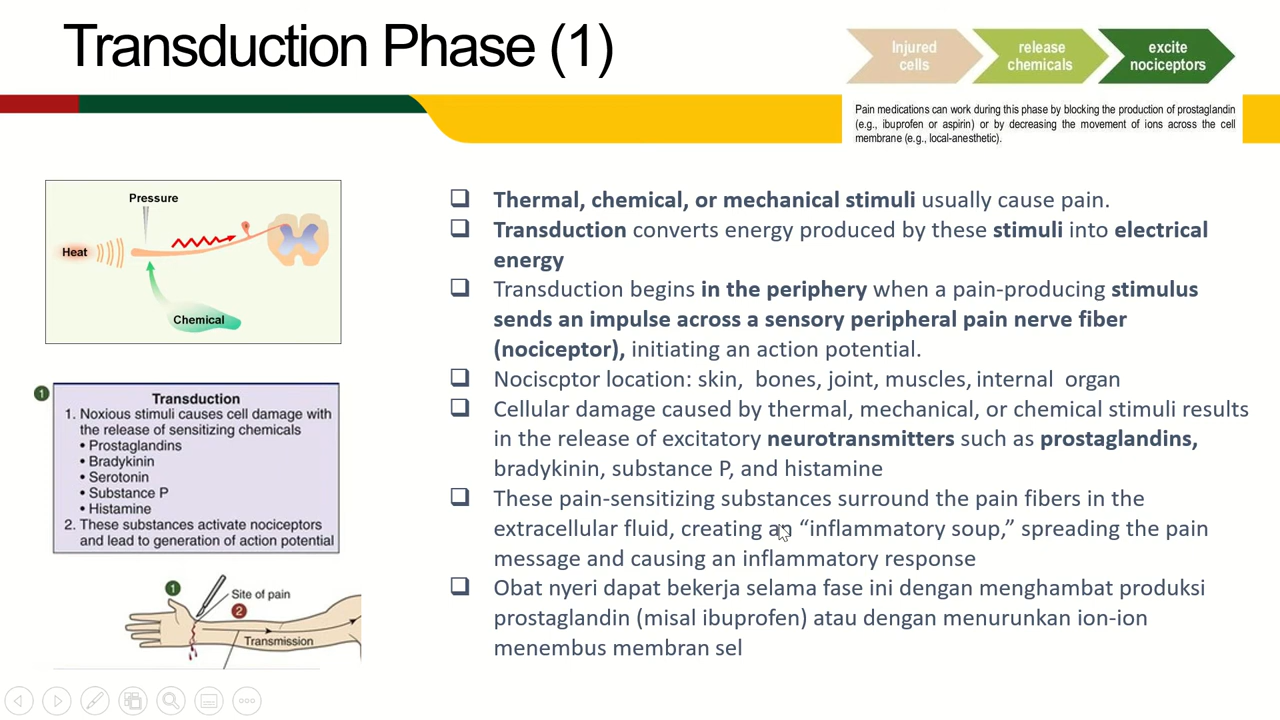 Transduction Phase (1)
Injured
cells
release
chemicals
excite
nociceptors
Pain medications can work during this phase by blocking the production of prostaglandin
(e.g., ibuprofen or aspirin) or by decreasing the movement of ions across the cell
membrane (e.g., local-anesthetic).
Pressure
Heat
Chemical
1
Transduction
1. Noxious stimuli causes cell damage with
the release of sensitizing chemicals
• Prostaglandins
• Bradykinin
• Serotonin
• Substance P
• Histamine
2. These substances activate nociceptors
and lead to generation of action potential
1
Site of pain
2
Transmission
Thermal, chemical, or mechanical stimuli usually cause pain.
Transduction converts energy produced by these stimuli into electrical
energy
Transduction begins in the periphery when a pain-producing stimulus
sends an impulse across a sensory peripheral pain nerve fiber
(nociceptor), initiating an action potential.
Nociscptor location: skin, bones, joint, muscles, internal organ
Cellular damage caused by thermal, mechanical, or chemical stimuli results
in the release of excitatory neurotransmitters such as prostaglandins,
bradykinin, substance P, and histamine
These pain-sensitizing substances surround the pain fibers in the
extracellular fluid, creating an “inflammatory soup,” spreading the pain
message and causing an inflammatory response
Obat nyeri dapat bekerja selama fase ini dengan menghambat produksi
prostaglandin (misal ibuprofen) atau dengan menurunkan ion-ion
menembus membran sel